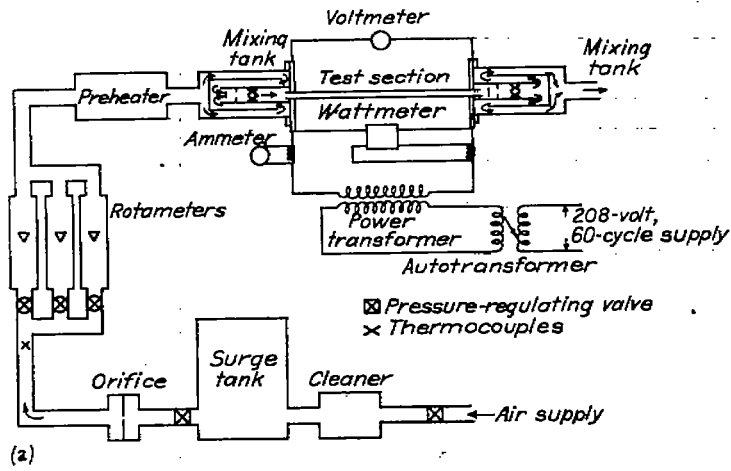 Voltmeter
Mixing
tank
Mixing
tank
Test section
Preheater
Wattmeter
Ammeter
Rotameters
Power
transformer
208-volt,
60-cycle supply
Autotransformer
Pressure-regulating valve
Thermocouples
Surge
tank
Orifice
Cleaner
Air supply
(a)